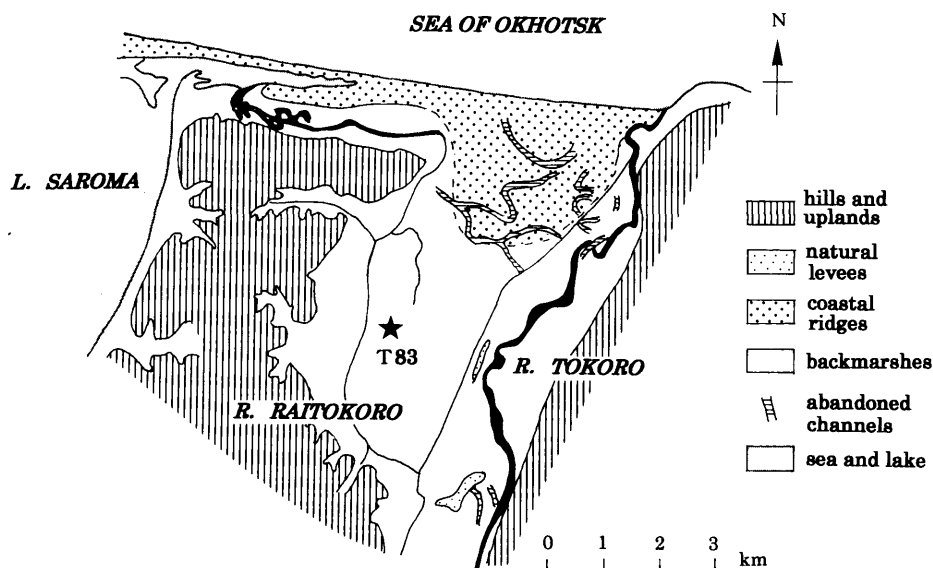 SEA OF OKHOTSK
N
L. SAROMA
T83
R. TOKORO
R. RAITOKORO
hills and
uplands
natural
levees
coastal
ridges
backmarshes
abandoned
channels
sea and lake
0 1 2 3
km